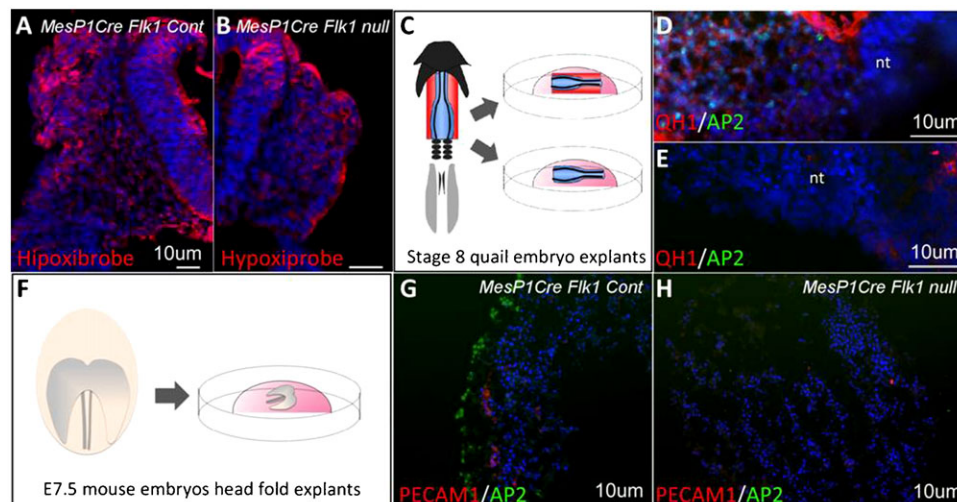 A MesP1Cre Flk1 Cont
B MesP1Cre Flk1 null
Hipoxibrobe
10um
Hypoxiprobe
C
Stage 8 quail embryo explants
D
nt
QH1/AP2
10um
E
nt
QH1/AP2
10um
F
E7.5 mouse embryos head fold explants
G MesP1Cre Flk1 Cont
PECAM1/AP2
10um
H MesP1Cre Flk1 null
PECAM1/AP2
10um